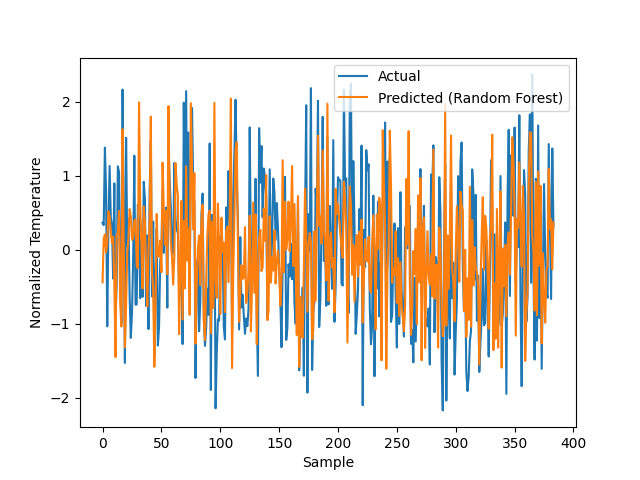 Actual
Predicted (Random Forest)
Normalized Temperature
2
1
0
−1
−2
0 50 100 150 200 250 300 350 400
Sample